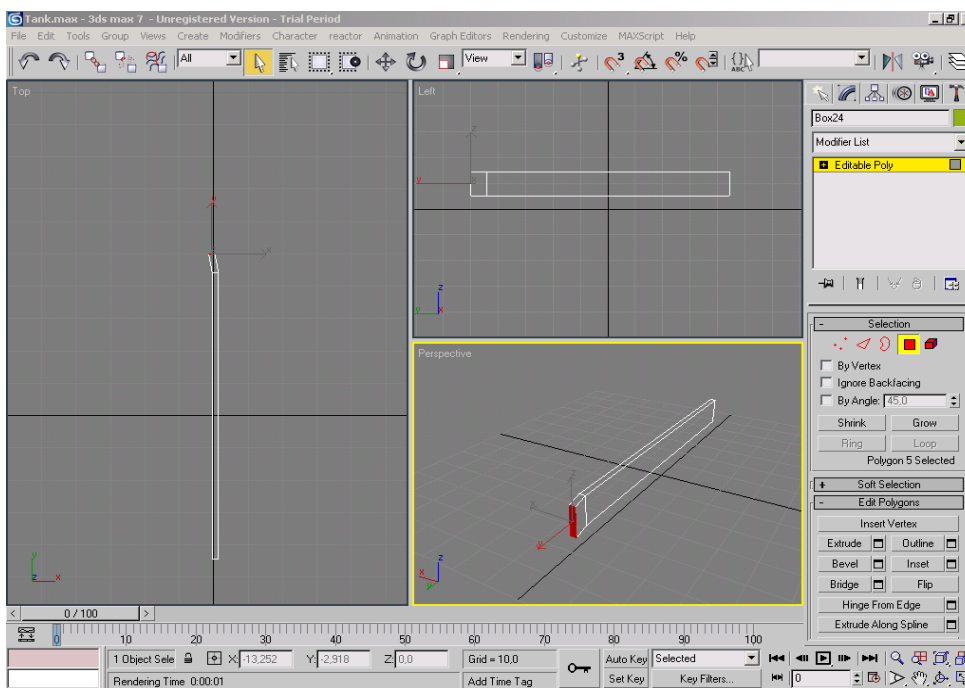 Tank.max - 3ds max 7 - Unregistered Version - Trial Period
File Edit Tools Group Views Create Modifiers Character reactor Animation Graph Editors Rendering Customize MAXScript Help
All View 3 % ABC
Top
Left
Box24
Modifier List
Editable Poly
z
y
x
z
y x
Selection
By Vertex
Ignore Backfacing
By Angle: 45,0
Shrink Grow
Ring Loop
Polygon 5 Selected
Soft Selection
Edit Polygons
Insert Vertex
Extrude Outline
Bevel Inset
Bridge Flip
Hinge From Edge
Extrude Along Spline
Perspective
z
x
y
z x
0 / 100
0 10 20 30 40 50 60 70 80 90 100
1 Object Sele X: -13,252 Y: -2,918 Z: 0,0 Grid = 10,0 Auto Key Selected
Rendering Time 0:00:01 Add Time Tag Set Key Key Filters... 0